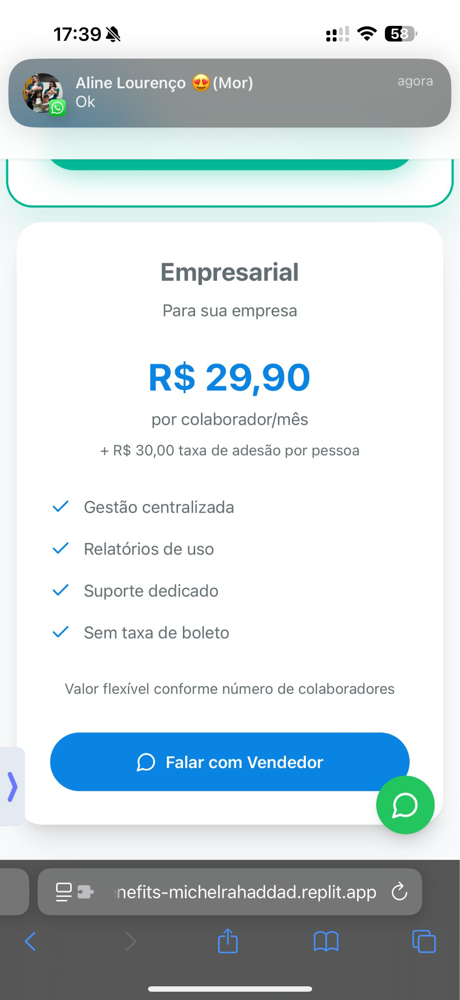 17:39
58
Aline Lourenço 😍(Mor)
agora
Ok
Empresarial
Para sua empresa
R$ 29,90
por colaborador/mês
+ R$ 30,00 taxa de adesão por pessoa
Gestão centralizada
Relatórios de uso
Suporte dedicado
Sem taxa de boleto
Valor flexível conforme número de colaboradores
Falar com Vendedor
nefits-michelrahaddad.replit.app